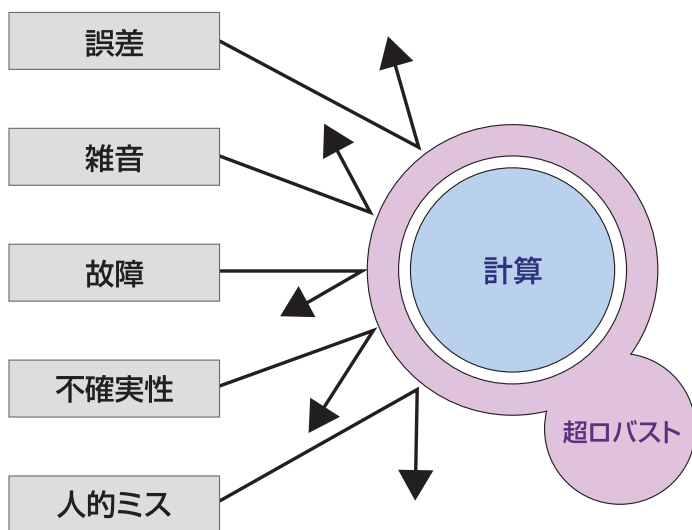 誤差
雑音
故障
不確実性
人的ミス
計算
超ロバスト